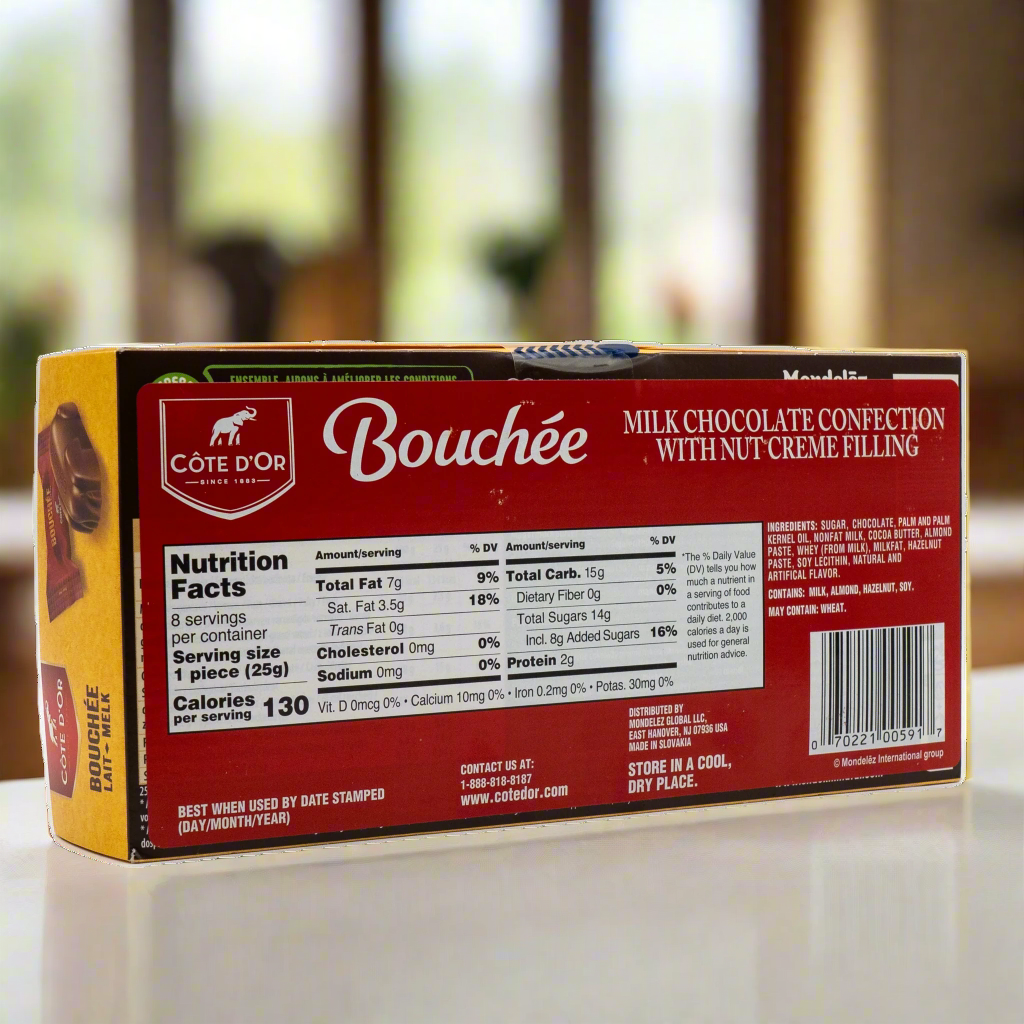 ENSEMBLE, AIDONS À AMÉLIORER LES CONDITIONS
Mondelēz
CÔTE D'OR
SINCE 1883
Bouchée
MILK CHOCOLATE CONFECTION
WITH NUT CREME FILLING
Nutrition
Facts
8 servings
per container
Serving size
1 piece (25g)
Calories
per serving 130
Amount/serving % DV
Total Fat 7g 9%
Sat. Fat 3.5g 18%
Trans Fat 0g
Cholesterol 0mg 0%
Sodium 0mg 0%
Amount/serving % DV
Total Carb. 15g 5%
Dietary Fiber 0g 0%
Total Sugars 14g
Incl. 8g Added Sugars 16%
Protein 2g
Vit. D 0mcg 0% • Calcium 10mg 0% • Iron 0.2mg 0% • Potas. 30mg 0%
*The % Daily Value
(DV) tells you how
much a nutrient in
a serving of food
contributes to a
daily diet. 2,000
calories a day is
used for general
nutrition advice.
INGREDIENTS: SUGAR, CHOCOLATE, PALM AND PALM
KERNEL OIL, NONFAT MILK, COCOA BUTTER, ALMOND
PASTE, WHEY (FROM MILK), MILKFAT, HAZELNUT
PASTE, SOY LECITHIN, NATURAL AND
ARTIFICAL FLAVOR.
CONTAINS: MILK, ALMOND, HAZELNUT, SOY.
MAY CONTAIN: WHEAT.
0 70221 00591 7
© Mondelēz International group
DISTRIBUTED BY
MONDELEZ GLOBAL LLC,
EAST HANOVER, NJ 07936 USA
MADE IN SLOVAKIA
STORE IN A COOL,
DRY PLACE.
CONTACT US AT:
1-888-818-8187
www.cotedor.com
BEST WHEN USED BY DATE STAMPED
(DAY/MONTH/YEAR)
BOUCHÉE
CÔTE D'OR
BOUCHÉE
LAIT - MELK